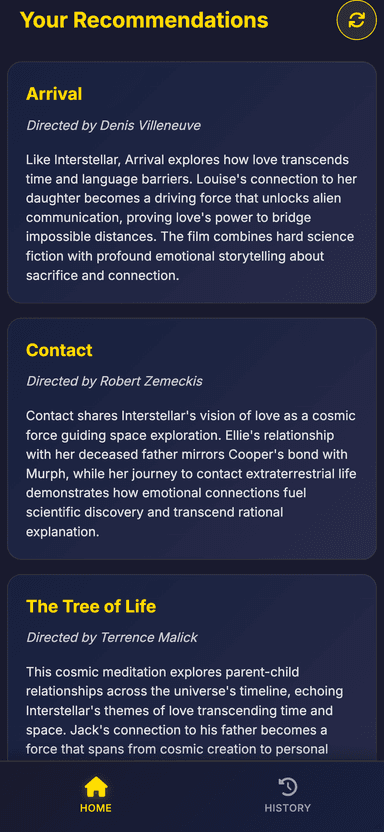 Your Recommendations
Arrival
Directed by Denis Villeneuve
Like Interstellar, Arrival explores how love transcends
time and language barriers. Louise's connection to her
daughter becomes a driving force that unlocks alien
communication, proving love's power to bridge
impossible distances. The film combines hard science
fiction with profound emotional storytelling about
sacrifice and connection.
Contact
Directed by Robert Zemeckis
Contact shares Interstellar's vision of love as a cosmic
force guiding space exploration. Ellie's relationship
with her deceased father mirrors Cooper's bond with
Murph, while her journey to contact extraterrestrial life
demonstrates how emotional connections fuel
scientific discovery and transcend rational
explanation.
The Tree of Life
Directed by Terrence Malick
This cosmic meditation explores parent-child
relationships across the universe's timeline, echoing
Interstellar's themes of love transcending time and
space. Jack's connection to his father becomes a
force that spans from cosmic creation to personal
HOME
HISTORY